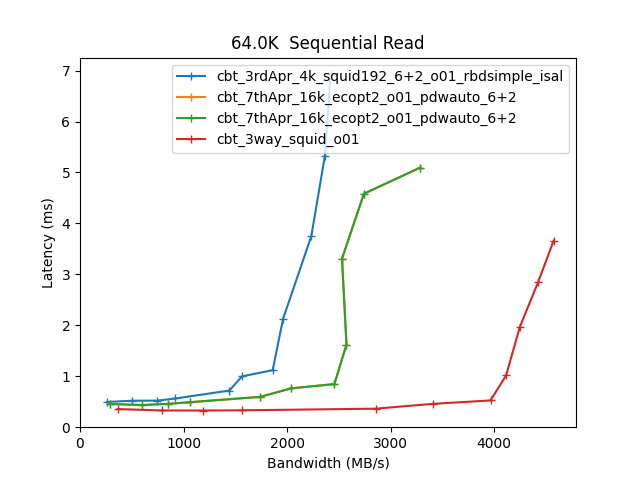 64.0K  Sequential Read
cbt_3rdApr_4k_squid192_6+2_o01_rbdsimple_isal
cbt_7thApr_16k_ecopt2_o01_pdwauto_6+2
cbt_7thApr_16k_ecopt2_o01_pdwauto_6+2
cbt_3way_squid_o01
7
6
5
4
3
2
1
0
Latency (ms)
0 1000 2000 3000 4000
Bandwidth (MB/s)